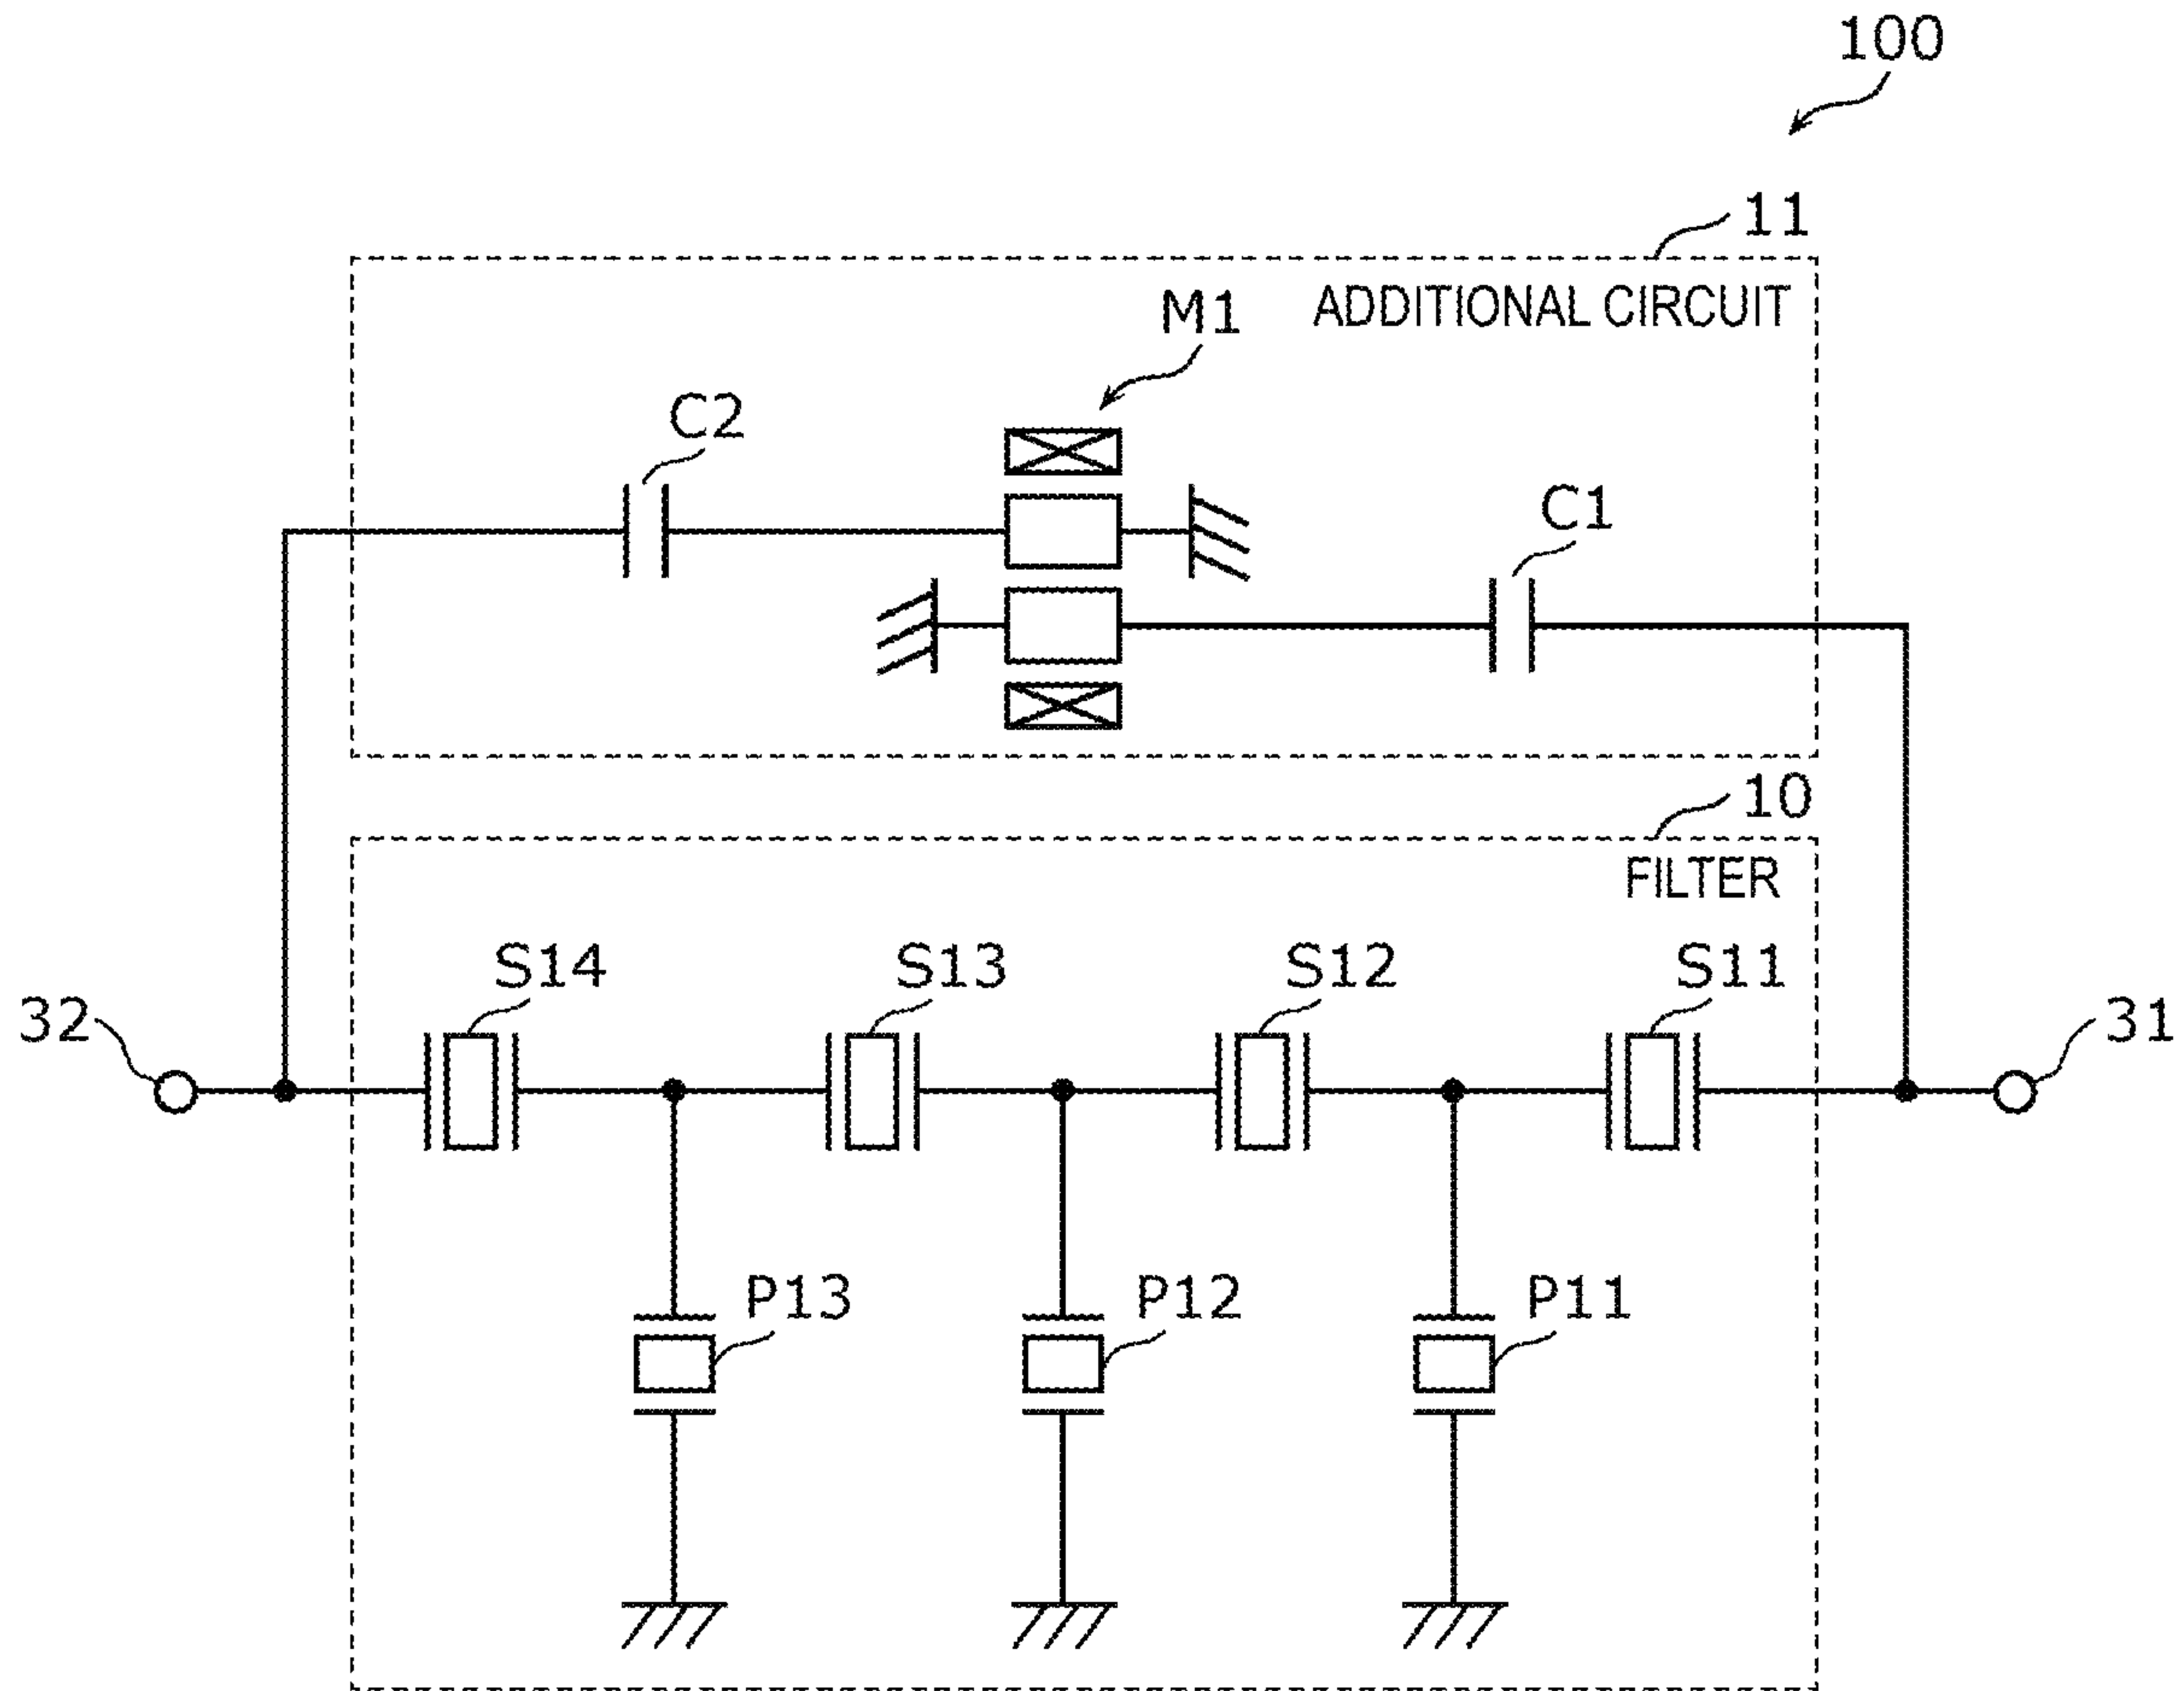 100
11
ADDITIONAL CIRCUIT
M1
C2
C1
10
FILTER
S14
S13
S12
S11
32
31
P13
P12
P11